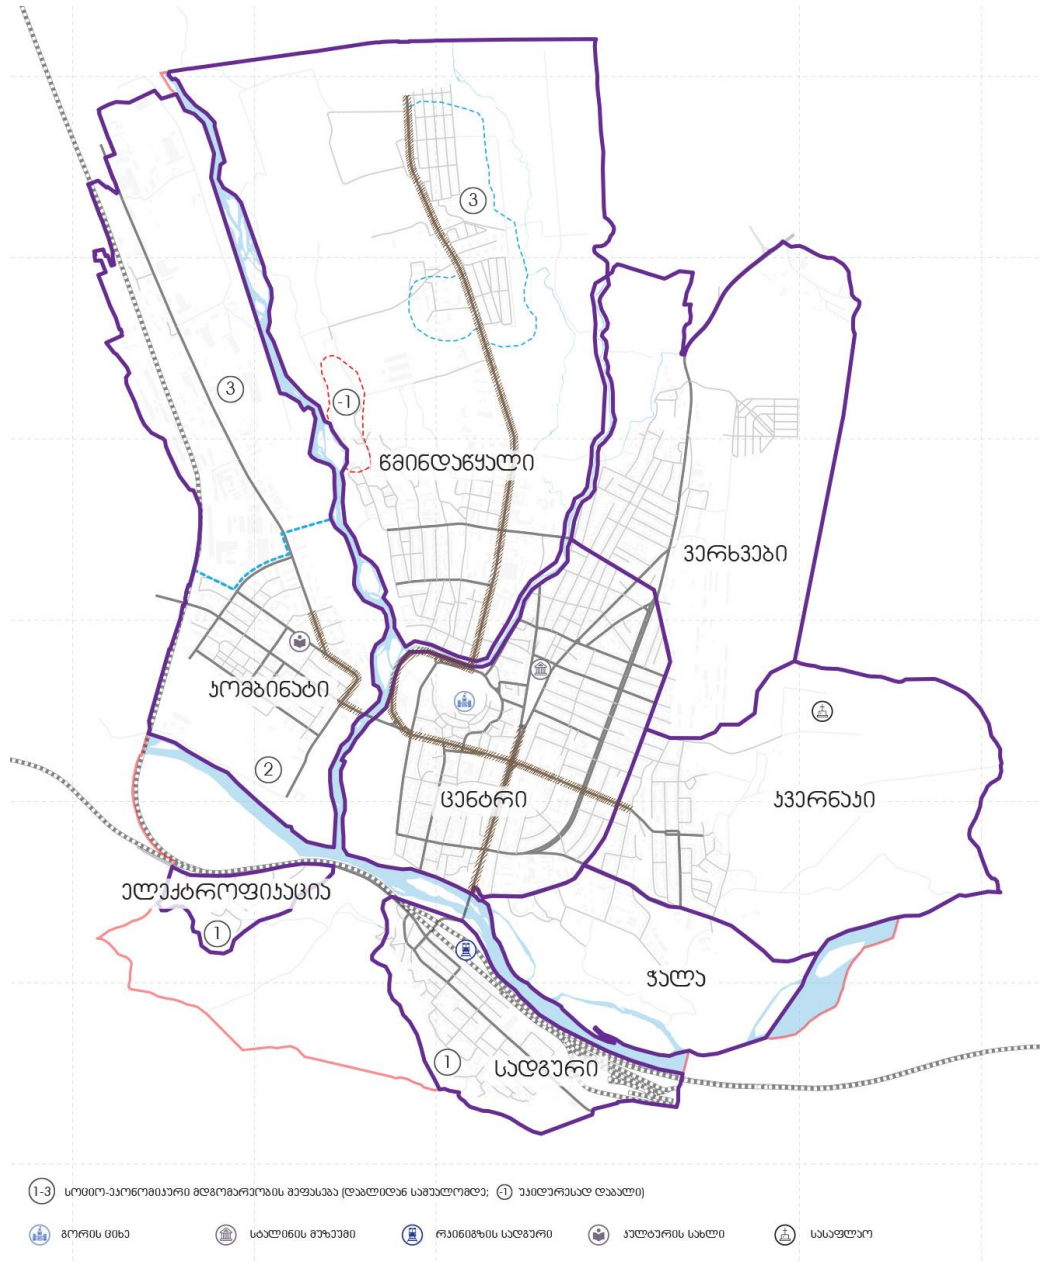 3
3
-1
წმინდაწყალი
ვერხვები
კომბინატი
2
ცენტრი
კვერნაკი
ელექტროფიკაცია
1
ჭალა
1
სადგური
1-3 სოციო-ეკონომიკური მდგომარეობის შეფასება (დაბლიდან საშუალომდე; -1 უკიდურესად დაბალი)
გორის ციხე სტალინის მუზეუმი რკინიგზის სადგური კულტურის სახლი სასაფლაო